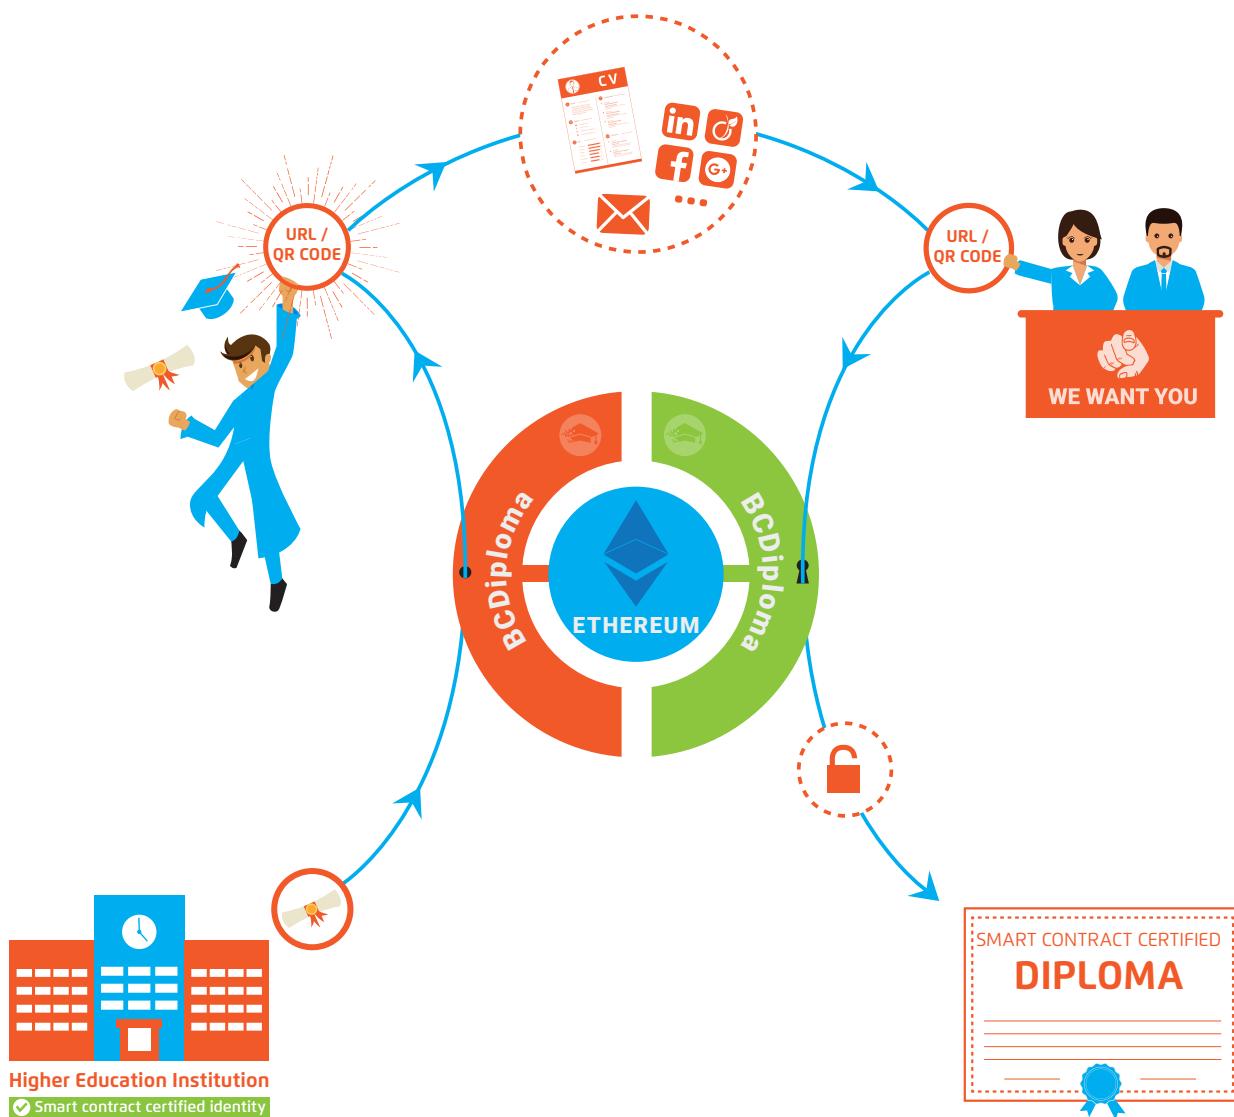 CV
in
f
G+
URL /
QR CODE
URL /
QR CODE
WE WANT YOU
BCDiploma
BCDiploma
ETHEREUM
SMART CONTRACT CERTIFIED
DIPLOMA
Higher Education Institution
Smart contract certified identity